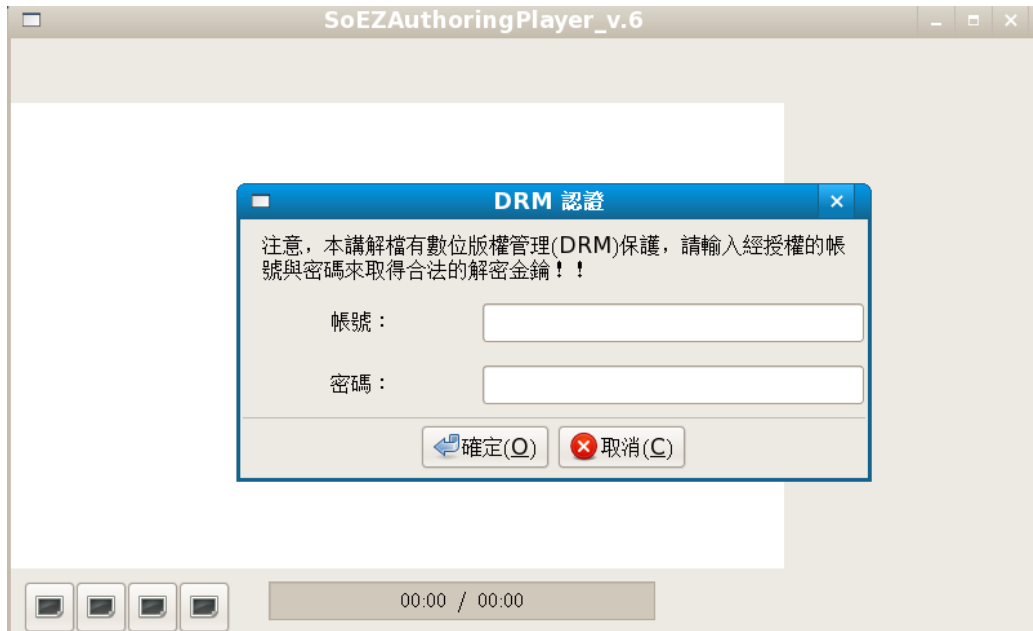 SoEZAuthoringPlayer_v.6
DRM 認證
注意，本講解檔有數位版權管理(DRM)保護，請輸入經授權的帳
號與密碼來取得合法的解密金鑰！！
帳號：
密碼：
確定(O) 取消(C)
00:00 / 00:00